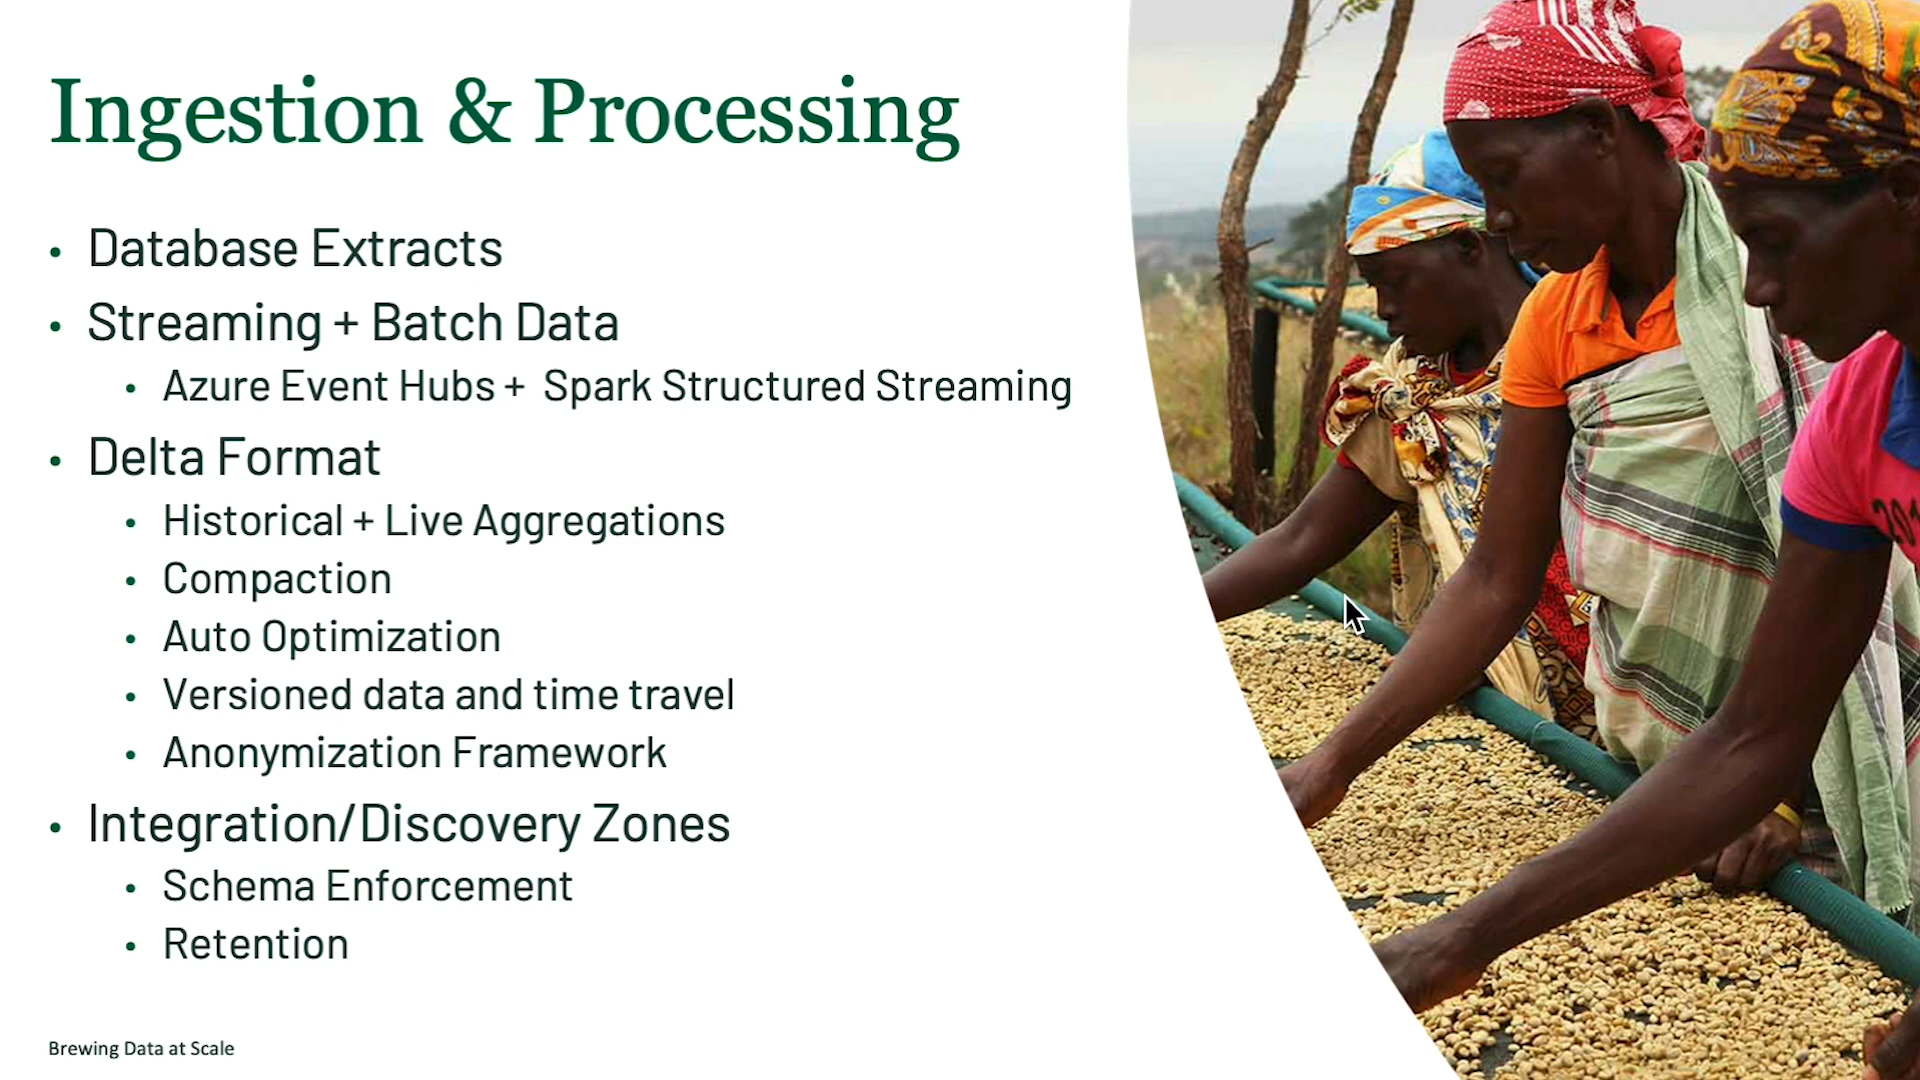 Ingestion & Processing
• Database Extracts
• Streaming + Batch Data
• Azure Event Hubs + Spark Structured Streaming
• Delta Format
• Historical + Live Aggregations
• Compaction
• Auto Optimization
• Versioned data and time travel
• Anonymization Framework
• Integration/Discovery Zones
• Schema Enforcement
• Retention
Brewing Data at Scale